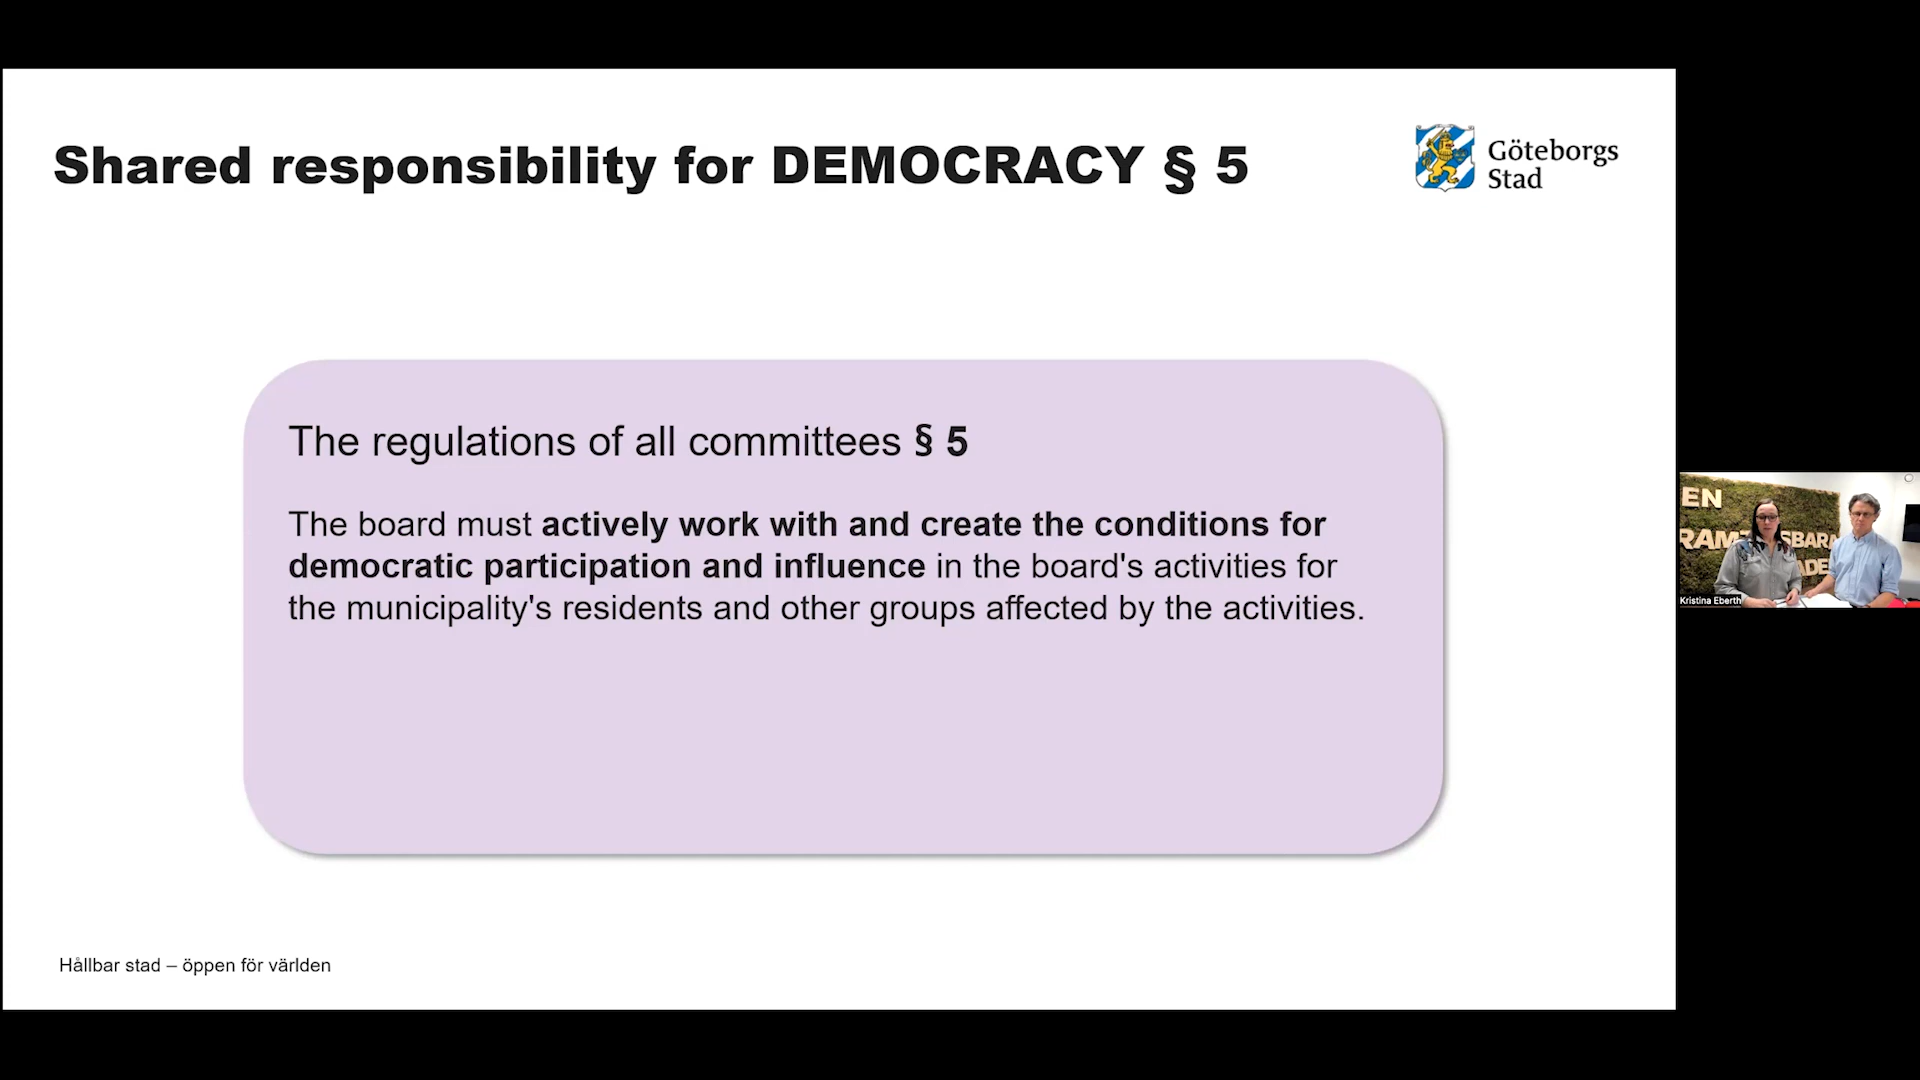 Shared responsibility for DEMOCRACY § 5
Göteborgs
Stad
The regulations of all committees § 5
The board must actively work with and create the conditions for
democratic participation and influence in the board's activities for
the municipality's residents and other groups affected by the activities.
Hållbar stad – öppen för världen
EN
Kristina Eberth